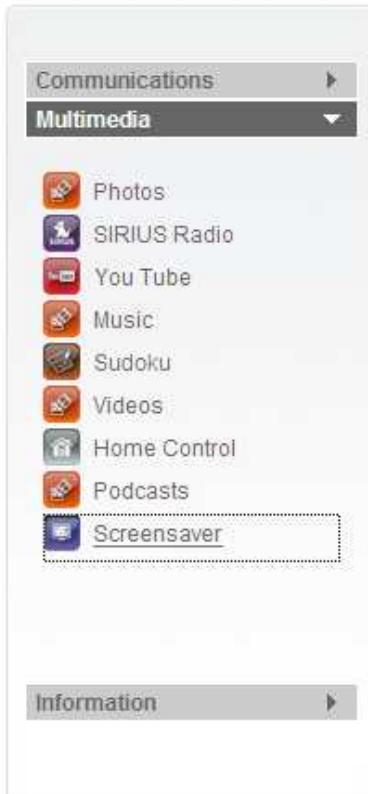 Communications
Multimedia
Photos
SIRIUS Radio
You Tube
Music
Sudoku
Videos
Home Control
Podcasts
Screensaver
Information